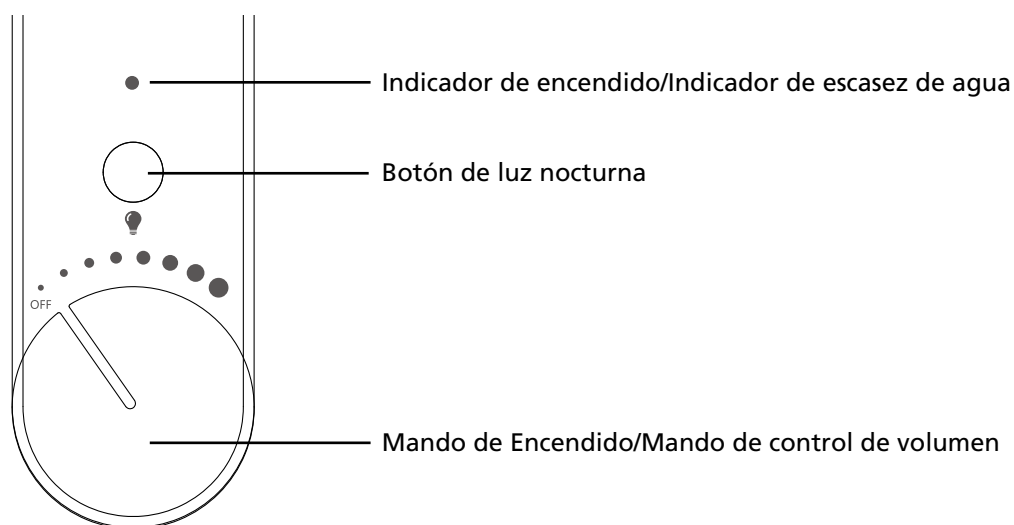 Indicador de encendido/Indicador de escasez de agua
Botón de luz nocturna
OFF
Mando de Encendido/Mando de control de volumen